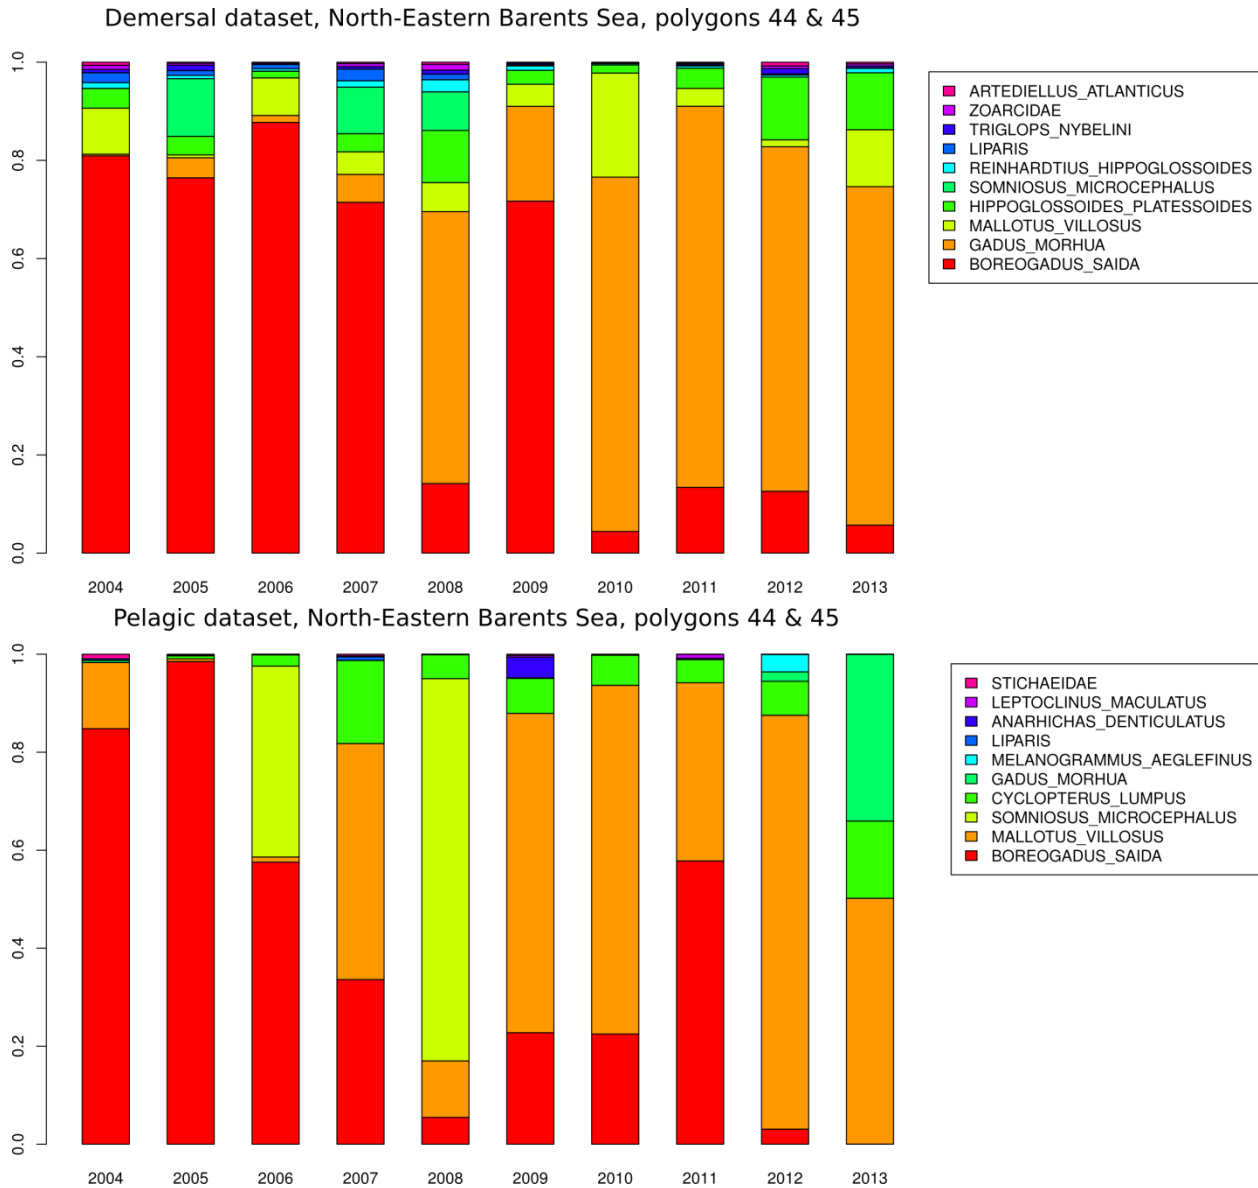 Demersal dataset, North-Eastern Barents Sea, polygons 44 & 45
1.0
0.8
0.6
0.4
0.2
0.0
2004 2005 2006 2007 2008 2009 2010 2011 2012 2013
ARTEDIELLUS_ATLANTICUS
ZOARCIDAE
TRIGLOPS_NYBELINI
LIPARIS
REINHARDTIUS_HIPPOGLOSSOIDES
SOMNIOSUS_MICROCEPHALUS
HIPPOGLOSSOIDES_PLATESSOIDES
MALLOTUS_VILLOSUS
GADUS_MORHUA
BOREOGADUS_SAIDA
Pelagic dataset, North-Eastern Barents Sea, polygons 44 & 45
1.0
0.8
0.6
0.4
0.2
0.0
2004 2005 2006 2007 2008 2009 2010 2011 2012 2013
STICHAEIDAE
LEPTOCLINUS_MACULATUS
ANARHICHAS_DENTICULATUS
LIPARIS
MELANOGRAMMUS_AEGLEFINUS
GADUS_MORHUA
CYCLOPTERUS_LUMPUS
SOMNIOSUS_MICROCEPHALUS
MALLOTUS_VILLOSUS
BOREOGADUS_SAIDA